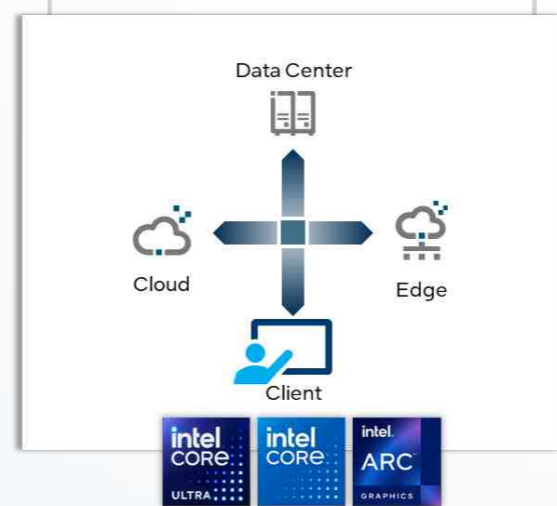 Data Center
Cloud
Edge
Client
intel
CORE
ULTRA
intel
CORE
intel.
ARC
GRAPHICS